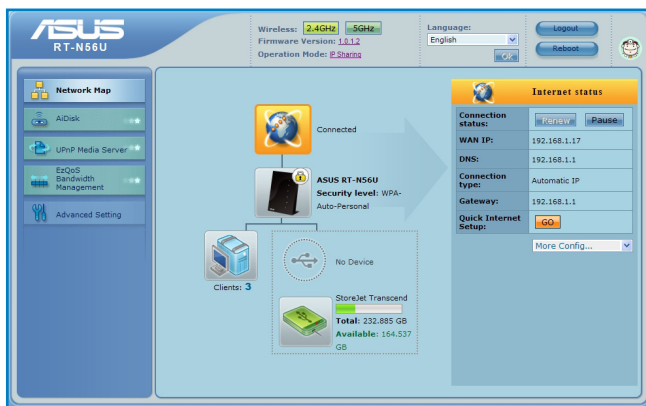 ASUS
RT-N56U
Wireless: 2.4GHz 5GHz
Firmware Version: 1.0.1.2
Operation Mode: IP Sharing
Language:
English
OK
Logout
Reboot
Network Map
AiDisk
UPnP Media Server
EzQoS
Bandwidth
Management
Advanced Setting
Connected
ASUS RT-N56U
Security level: WPA-
Auto-Personal
Clients: 3
No Device
StoreJet Transcend
Total: 232.885 GB
Available: 164.537
GB
Internet status
Connection
status:
Renew Pause
WAN IP: 192.168.1.17
DNS: 192.168.1.1
Connection
type:
Automatic IP
Gateway: 192.168.1.1
Quick Internet
Setup:
GO
More Config...